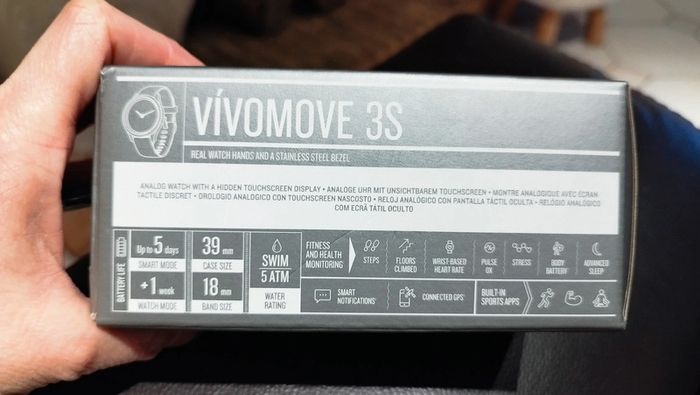 VÍVOMOVE 3S
REAL WATCH HANDS AND A STAINLESS STEEL BEZEL
ANALOG WATCH WITH A HIDDEN TOUCHSCREEN DISPLAY • ANALOGE UHR MIT UNSICHTBAREM TOUCHSCREEN • MONTRE ANALOGIQUE AVEC ÉCRAN
TACTILE DISCRET • OROLOGIO ANALOGICO CON TOUCHSCREEN NASCOSTO • RELOJ ANALÓGICO CON PANTALLA TÁCTIL OCULTA • RELÓGIO ANALÓGICO
COM ECRÃ TÁTIL OCULTO
BATTERY LIFE
Up to 5 days
SMART MODE
+1 week
WATCH MODE
39 mm
CASE SIZE
18 mm
BAND SIZE
SWIM
5 ATM
WATER
RATING
FITNESS
AND HEALTH
MONITORING
STEPS
FLOORS
CLIMBED
WRIST-BASED
HEART RATE
PULSE
OX
STRESS
BODY
BATTERY
ADVANCED
SLEEP
SMART
NOTIFICATIONS
CONNECTED GPS
BUILT-IN
SPORTS APPS